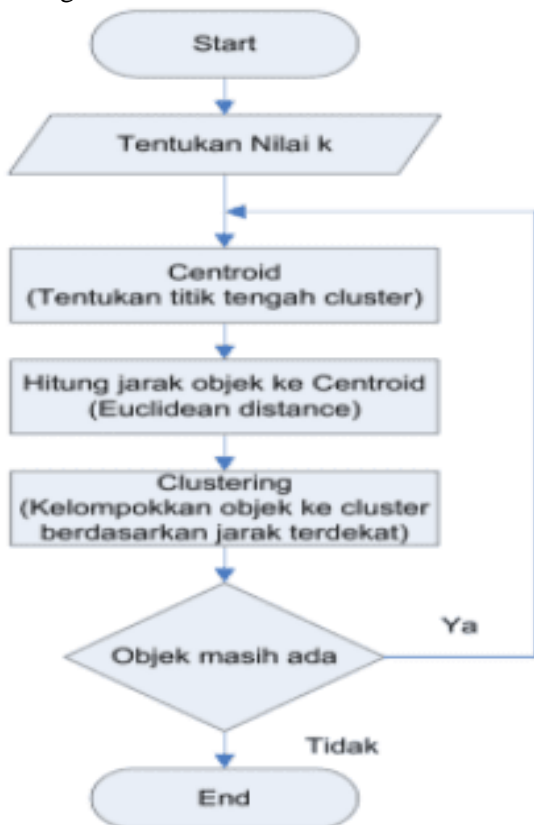 Start
Tentukan Nilai k
Centroid
(Tentukan titik tengah cluster)
Hitung jarak objek ke Centroid
(Euclidean distance)
Clustering
(Kelompokkan objek ke cluster
berdasarkan jarak terdekat)
Objek masih ada
Ya
Tidak
End